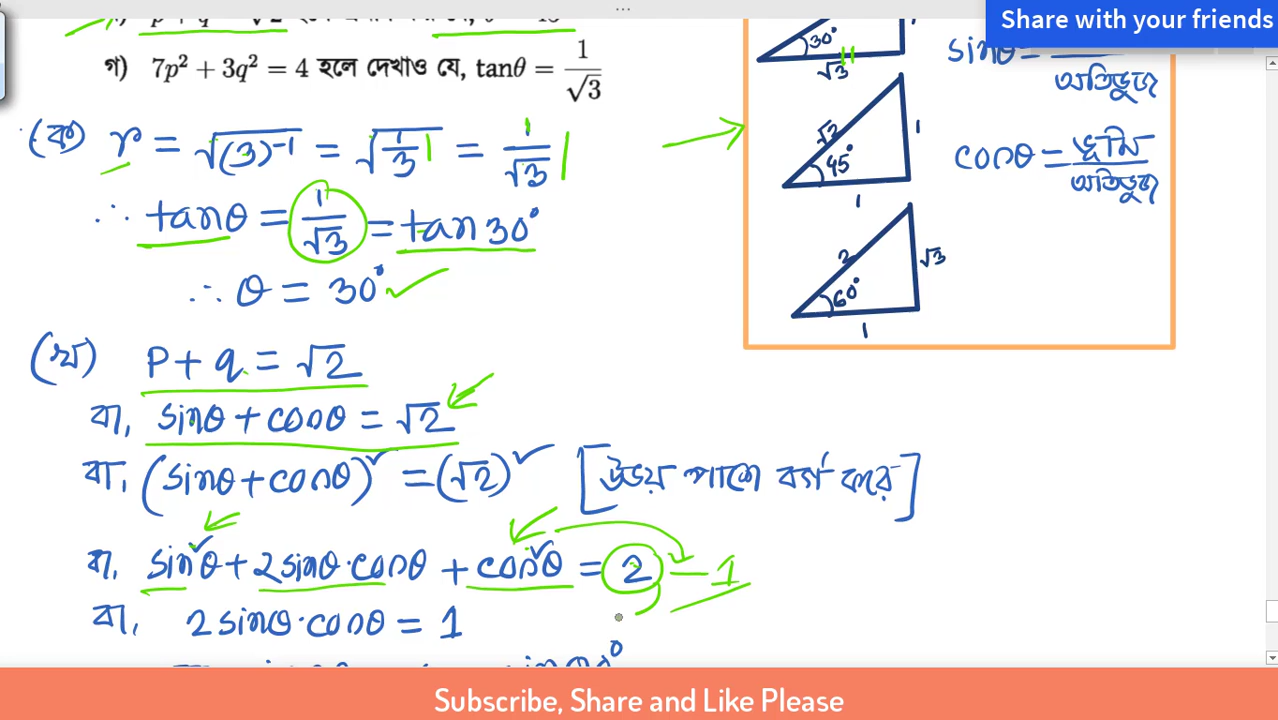 Share with your friends
গ) 7p² + 3q² = 4 হলে দেখাও যে, tanθ = 1/√3
(ক) r = √(3)⁻¹ = √1/3 = 1/√3
∴ tanθ = 1/√3 = tan30°
∴ θ = 30°
(খ) P + q = √2
বা, sinθ + cosθ = √2
বা, (sinθ + cosθ)² = (√2)² [উভয় পাশে বর্গ করে]
বা, sin²θ + 2sinθ·cosθ + cos²θ = 2 – 1
বা, 2sinθ·cosθ = 1
30°
√3
sinθ =
অতিভুজ
√2
1
45°
1
cosθ = ভূমি/অতিভুজ
2
√3
60°
1
Subscribe, Share and Like Please